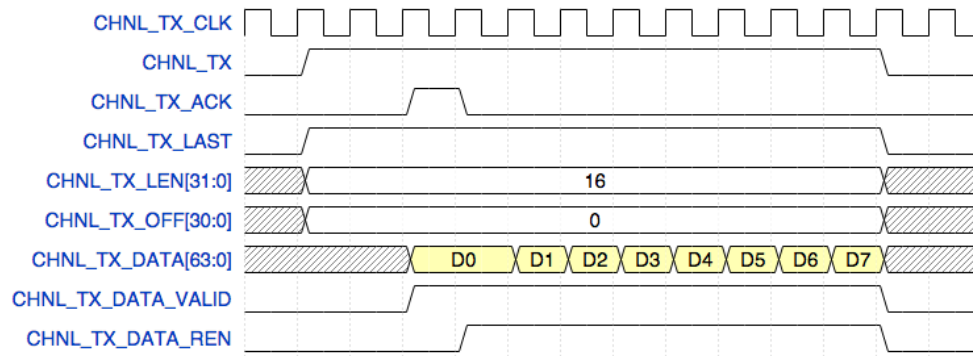 CHNL_TX_CLK
CHNL_TX
CHNL_TX_ACK
CHNL_TX_LAST
CHNL_TX_LEN[31:0] 16
CHNL_TX_OFF[30:0] 0
CHNL_TX_DATA[63:0] D0 D1 D2 D3 D4 D5 D6 D7
CHNL_TX_DATA_VALID
CHNL_TX_DATA_REN